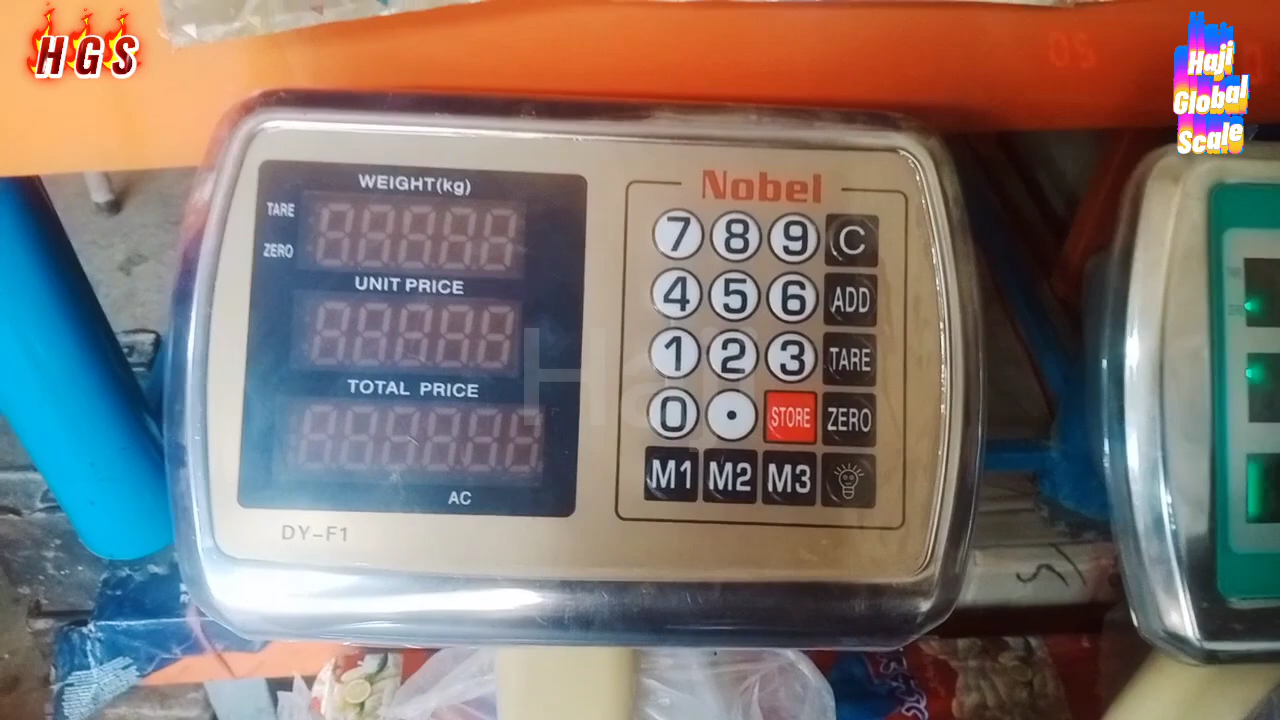 HGS
Haji
Global
Scale
WEIGHT(kg)
TARE
ZERO
UNIT PRICE
TOTAL PRICE
AC
DY-F1
Nobel
7 8 9 C
4 5 6 ADD
1 2 3 TARE
0 . STORE ZERO
M1 M2 M3
Haji